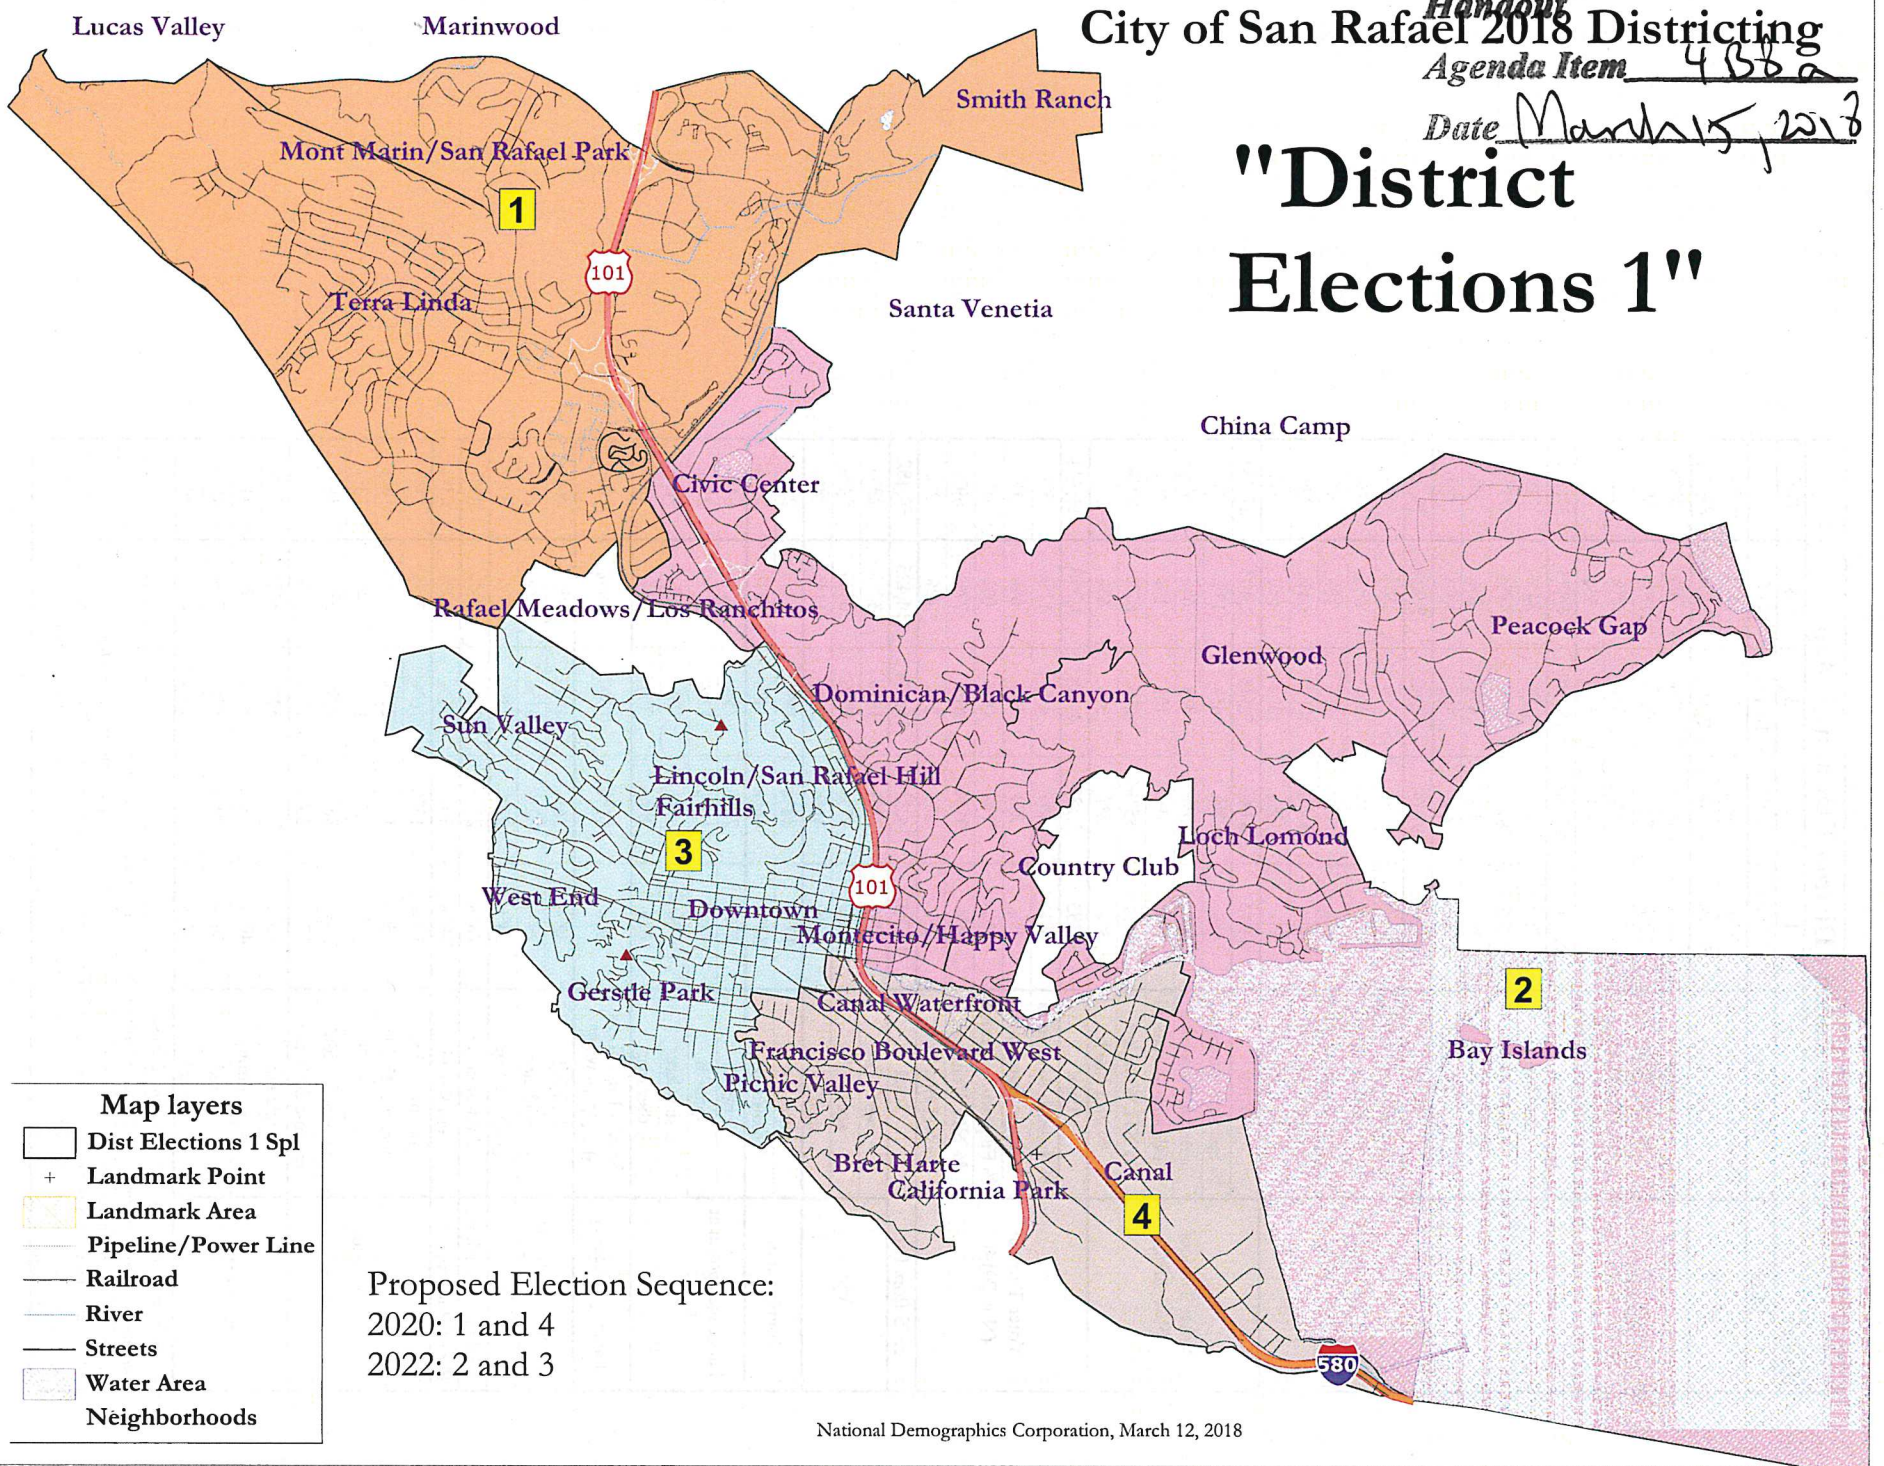 Lucas Valley
Marinwood
Handout
City of San Rafael 2018 Districting
Agenda Item 4 B 8 a
Date March 15, 2018
"District
Elections 1"
Smith Ranch
Mont Marin/San Rafael Park
1
101
Terra Linda
Santa Venetia
China Camp
Civic Center
Rafael Meadows/Los Ranchitos
Peacock Gap
Glenwood
Dominican/Black Canyon
Sun Valley
Lincoln/San Rafael Hill
Fairhills
3
Loch Lomond
Country Club
101
West End
Downtown
Montecito/Happy Valley
Gerstle Park
2
Canal Waterfront
Francisco Boulevard West
Bay Islands
Picnic Valley
Bret Harte
Canal
California Park
4
580
Map layers
Dist Elections 1 Spl
Landmark Point
Landmark Area
Pipeline/Power Line
Railroad
River
Streets
Water Area
Neighborhoods
Proposed Election Sequence:
2020: 1 and 4
2022: 2 and 3
National Demographics Corporation, March 12, 2018